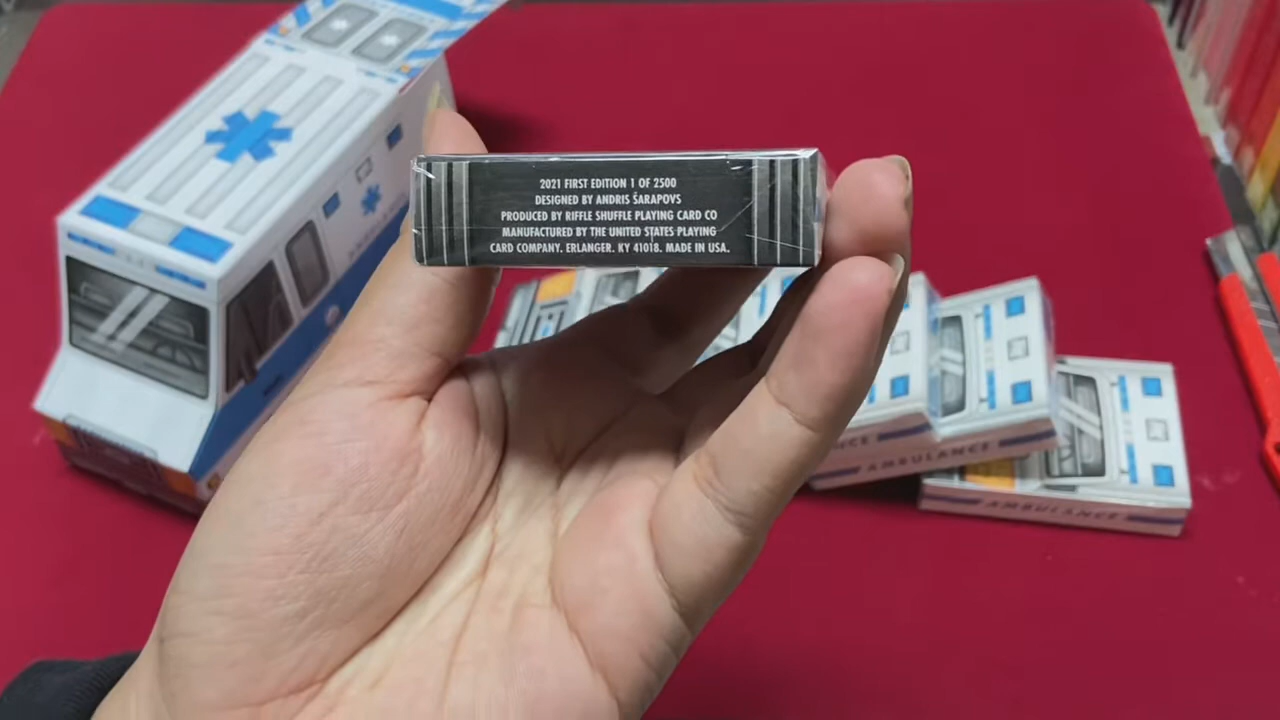 2021 FIRST EDITION 1 OF 2500
DESIGNED BY ANDRIS ŠARAPOVS
PRODUCED BY RIFFLE SHUFFLE PLAYING CARD CO
MANUFACTURED BY THE UNITED STATES PLAYING
CARD COMPANY. ERLANGER. KY 41018. MADE IN USA.
AMBULANCE
AMBULANCE